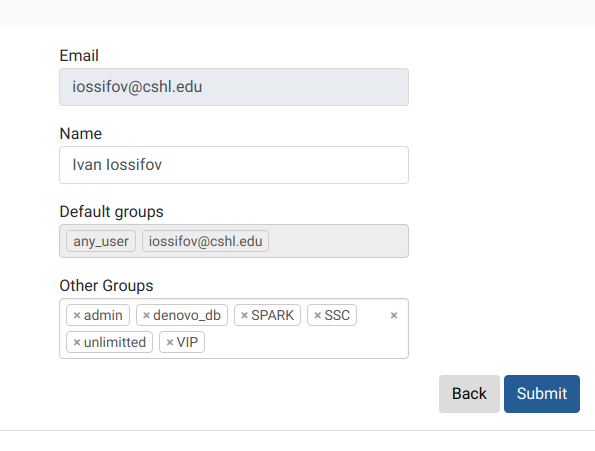 Email
iossifov@cshl.edu
Name
Ivan Iossifov
Default groups
any_user iossifov@cshl.edu
Other Groups
× admin × denovo_db × SPARK × SSC ×
× unlimitted × VIP
Back Submit